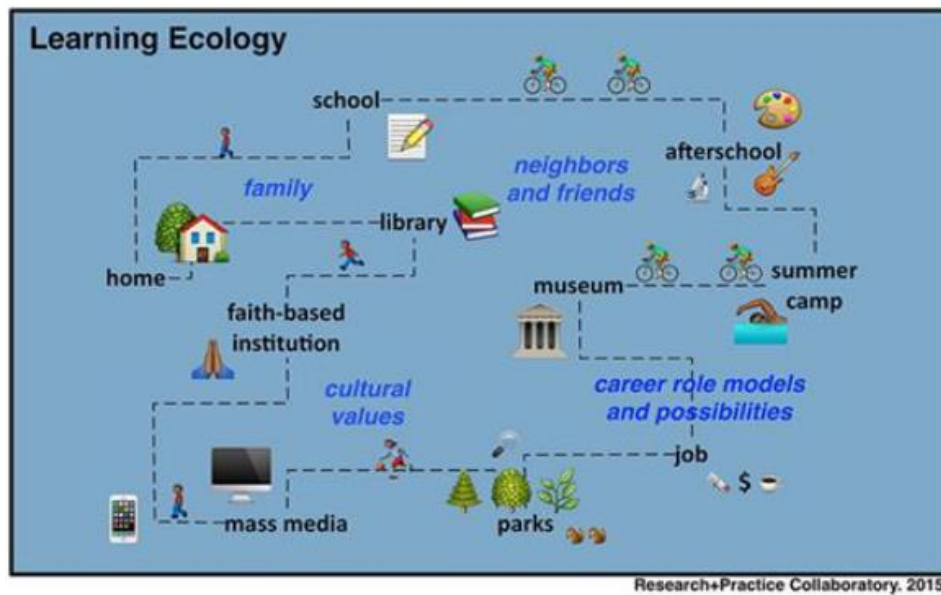 Learning Ecology
school
afterschool
family
neighbors
and friends
library
home
museum
summer
camp
faith-based
institution
cultural
values
career role models
and possibilities
job
$
mass media
parks
Research+Practice Collaboratory. 2015